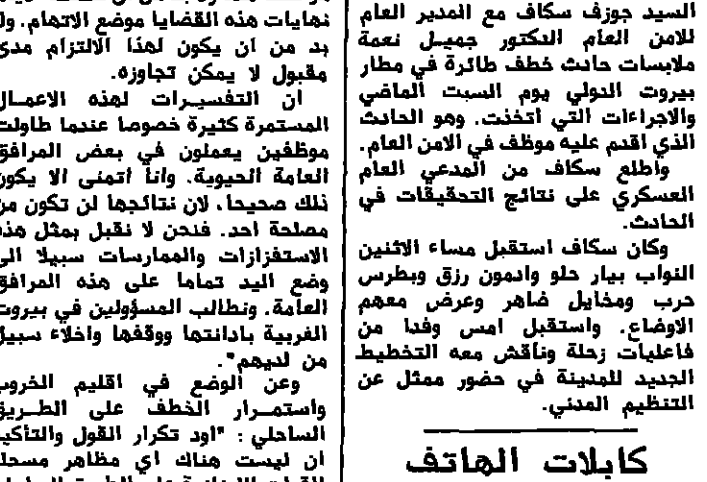 السيد جوزف سكاف مع المدير العام
للامن العام الدكتور جميل نعمة
ملابسات حادث خطف طائرة في مطار
بيروت الدولي يوم السبت الماضي
والاجراءات التي اتخذت. وهو الحادث
الذي اقدم عليه موظف في الامن العام.
واطلع سكاف من المدعي العام
العسكري على نتائج التحقيقات في
الحادث.
وكان سكاف استقبل مساء الاثنين
النواب بيار حلو وادمون رزق وبطرس
حرب ومخايل ضاهر وعرض معهم
الاوضاع. واستقبل امس وفدا من
فاعليات زحلة وناقش معه التخطيط
الجديد للمدينة في حضور ممثل عن
التنظيم المدني.
كابلات الهاتف
نهايات هذه القضايا موضع الاتهام. ولا
بد من ان يكون لهذا الالتزام مدى
مقبول لا يمكن تجاوزه.
ان التفسيرات لهذه الاعمال
المستمرة كثيرة خصوصا عندما طاولت
موظفين يعملون في بعض المرافق
العامة الحيوية. وانا اتمنى الا يكون
ذلك صحيحا، لان نتائجها لن تكون من
مصلحة احد. فنحن لا نقبل بمثل هذه
الاستفزازات والممارسات سبيلا الى
وضع اليد تماما على هذه المرافق
العامة. ونطالب المسؤولين في بيروت
الغربية بادانتها ووقفها واخلاء سبيل
من لديهم".
وعن الوضع في اقليم الخروب
واستمرار الخطف على الطريق
الساحلي : "اود تكرار القول والتأكيد
ان ليست هناك اي مظاهر مسلحة